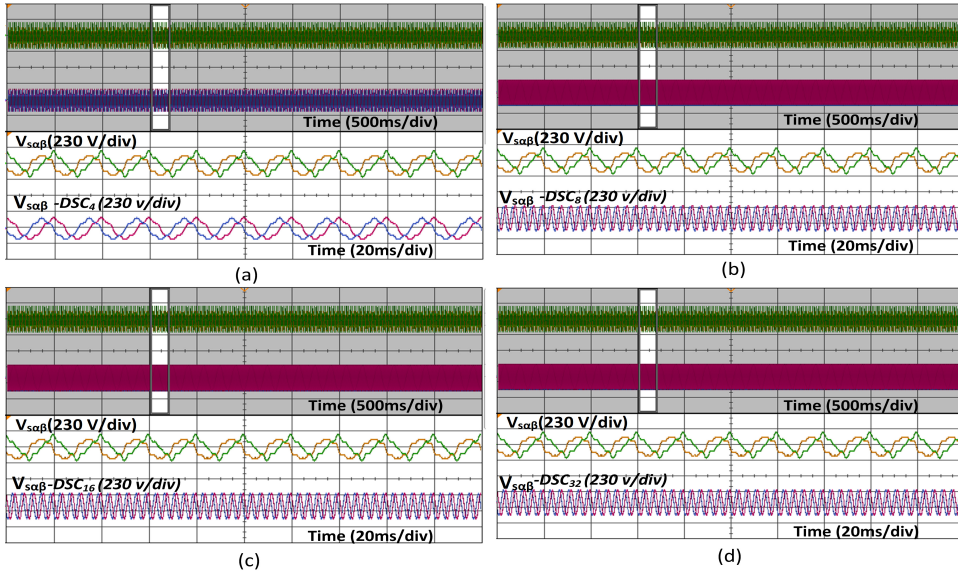 Time (500ms/div)
Vsαβ(230 V/div)
Vsαβ -DSC4 (230 v/div)
Time (20ms/div)
(a)
Time (500ms/div)
Vsαβ(230 V/div)
Vsαβ -DSC8 (230 v/div)
Time (20ms/div)
(b)
Time (500ms/div)
Vsαβ(230 V/div)
Vsαβ-DSC16 (230 v/div)
Time (20ms/div)
(c)
Time (500ms/div)
Vsαβ(230 V/div)
Vsαβ-DSC32 (230 v/div)
Time (20ms/div)
(d)